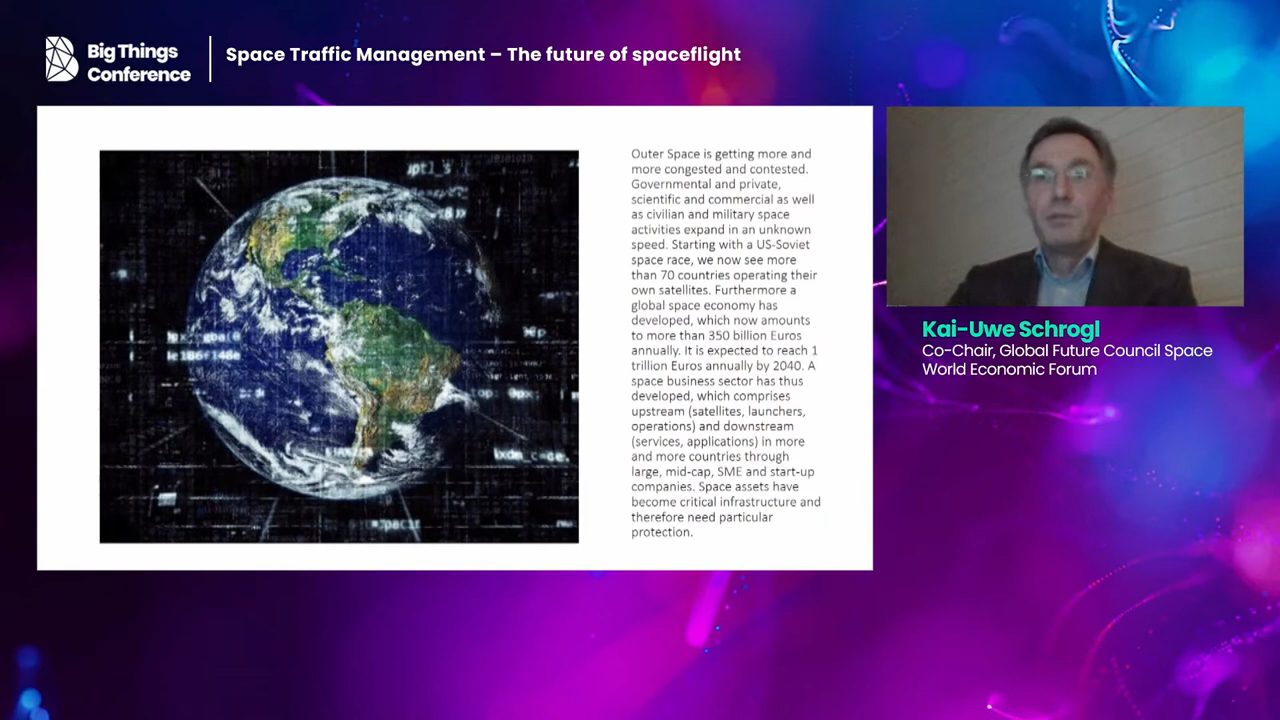 Big Things
Conference
Space Traffic Management – The future of spaceflight
Outer Space is getting more and
more congested and contested.
Governmental and private,
scientific and commercial as well
as civilian and military space
activities expand in an unknown
speed. Starting with a US-Soviet
space race, we now see more
than 70 countries operating their
own satellites. Furthermore a
global space economy has
developed, which now amounts
to more than 350 billion Euros
annually. It is expected to reach 1
trillion Euros annually by 2040. A
space business sector has thus
developed, which comprises
upstream (satellites, launchers,
operations) and downstream
(services, applications) in more
and more countries through
large, mid-cap, SME and start-up
companies. Space assets have
become critical infrastructure and
therefore need particular
protection.
Kai-Uwe Schrogl
Co-Chair, Global Future Council Space
World Economic Forum